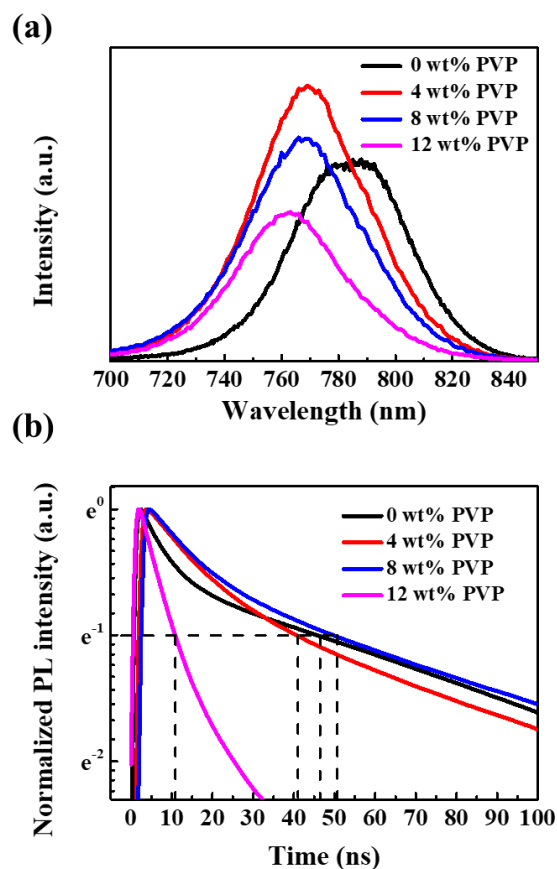 (a)
Intensity (a.u.)
0 wt% PVP
4 wt% PVP
8 wt% PVP
12 wt% PVP
700 720 740 760 780 800 820 840
Wavelength (nm)
(b)
Normalized PL intensity (a.u.)
e^0
e^-1
e^-2
0 wt% PVP
4 wt% PVP
8 wt% PVP
12 wt% PVP
0 10 20 30 40 50 60 70 80 90 100
Time (ns)